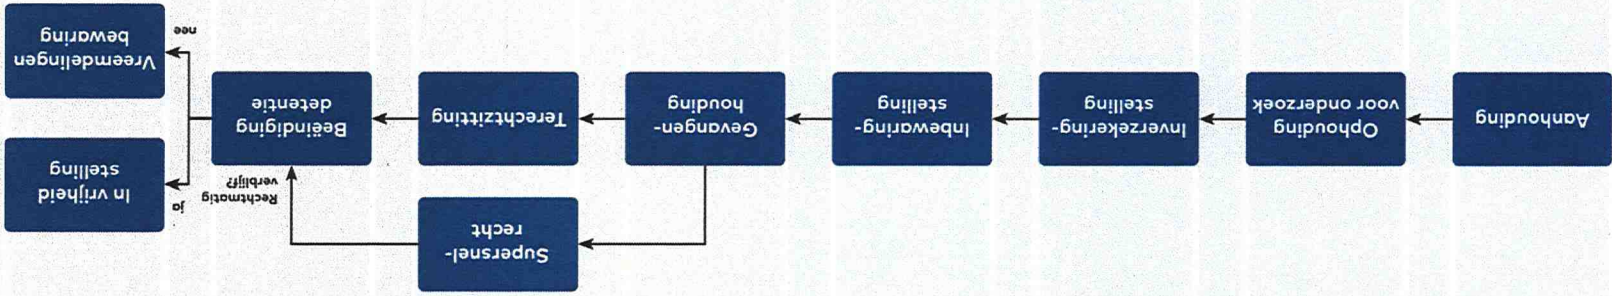 Aanhouding
Ophouding
voor onderzoek
Inverzekering-
stelling
Inbewaring-
stelling
Gevangen-
houding
Supersnel-
recht
Terechtzitting
Rechtmatig
verblijf?
Beëindiging
detentie
ja
In vrijheid
stelling
nee
Vreemdelingen
bewaring